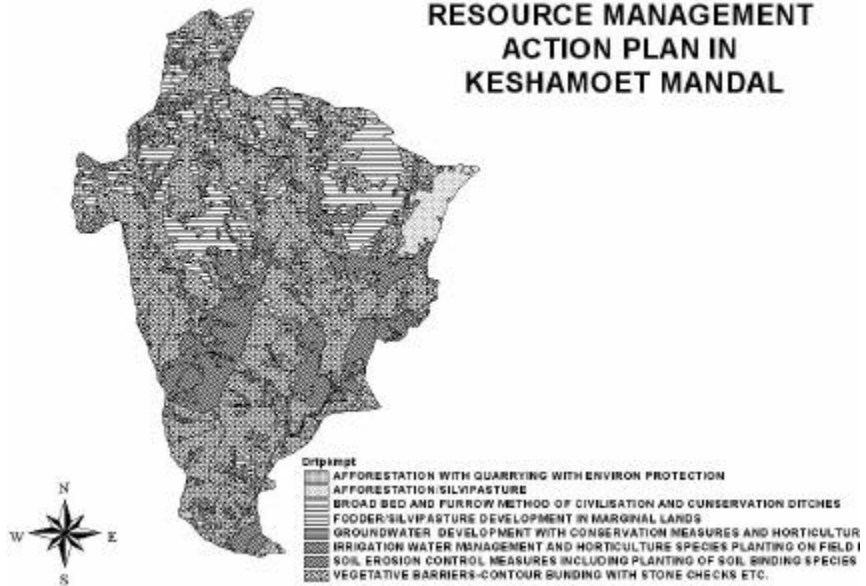 RESOURCE MANAGEMENT
ACTION PLAN IN
KESHAMOET MANDAL
N
W E
S
Drtpkmpt
AFFORESTATION WITH QUARRYING WITH ENVIRON PROTECTION
AFFORESTATION/SILVIPASTURE
BROAD BED AND FURROW METHOD OF CIVILISATION AND CUNSERVATION DITCHES
FODDER/SILVIPASTURE DEVELOPMENT IN MARGINAL LANDS
GROUNDWATER DEVELOPMENT WITH CONSERVATION MEASURES AND HORTICULTUR
IRRIGATION WATER MANAGEMENT AND HORTICULTURE SPECIES PLANTING ON FIELD
SOIL EROSION CONTROL MEASURES INCLUDING PLANTING OF SOIL BINDING SPECIES
VEGETATIVE BARRIERS-CONTOUR BUNDING WITH STONE CHECKS ETC.